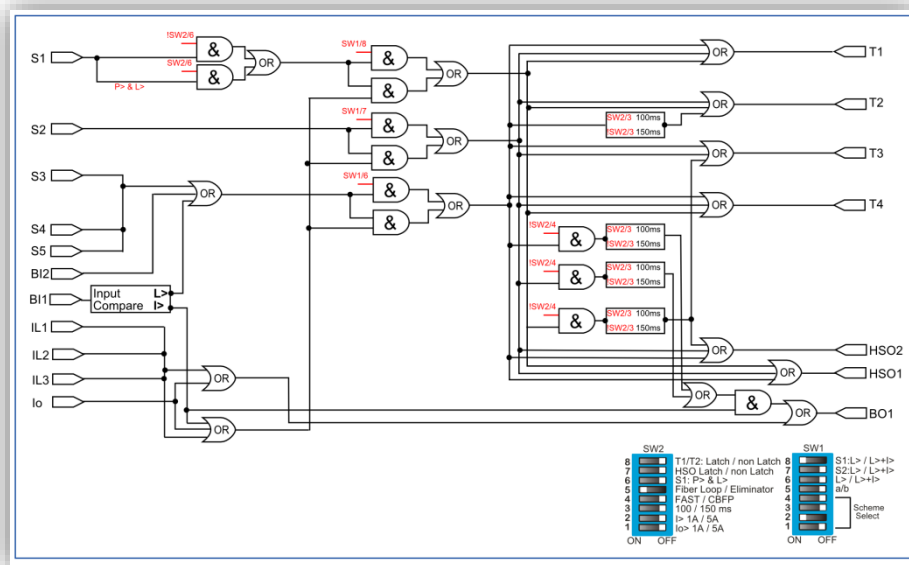 !SW2/6
S1
&
OR
SW2/6
&
P> & L>
SW1/8
&
OR
&
OR
T1
S2
SW1/7
&
OR
&
OR
T2
SW2/3 100ms
!SW2/3 150ms
S3
OR
SW1/6
&
OR
&
OR
T3
OR
T4
S4
S5
BI2
BI1
Input
Compare
L>
I>
!SW2/4
&
SW2/3 100ms
!SW2/3 150ms
!SW2/4
&
SW2/3 100ms
!SW2/3 150ms
!SW2/4
&
SW2/3 100ms
!SW2/3 150ms
IL1
IL2
IL3
Io
OR
OR
OR
HSO2
OR
HSO1
OR
&
OR
BO1
SW2
8 T1/T2: Latch / non Latch
7 HSO Latch / non Latch
6 S1: P> & L>
5 Fiber Loop / Eliminator
4 FAST / CBFP
3 100 / 150 ms
2 I> 1A / 5A
1 Io> 1A / 5A
ON OFF
SW1
8 S1:L> / L>+I>
7 S2:L> / L>+I>
6 L> / L>+I>
5 a/b
4
3 Scheme
2 Select
1
ON OFF